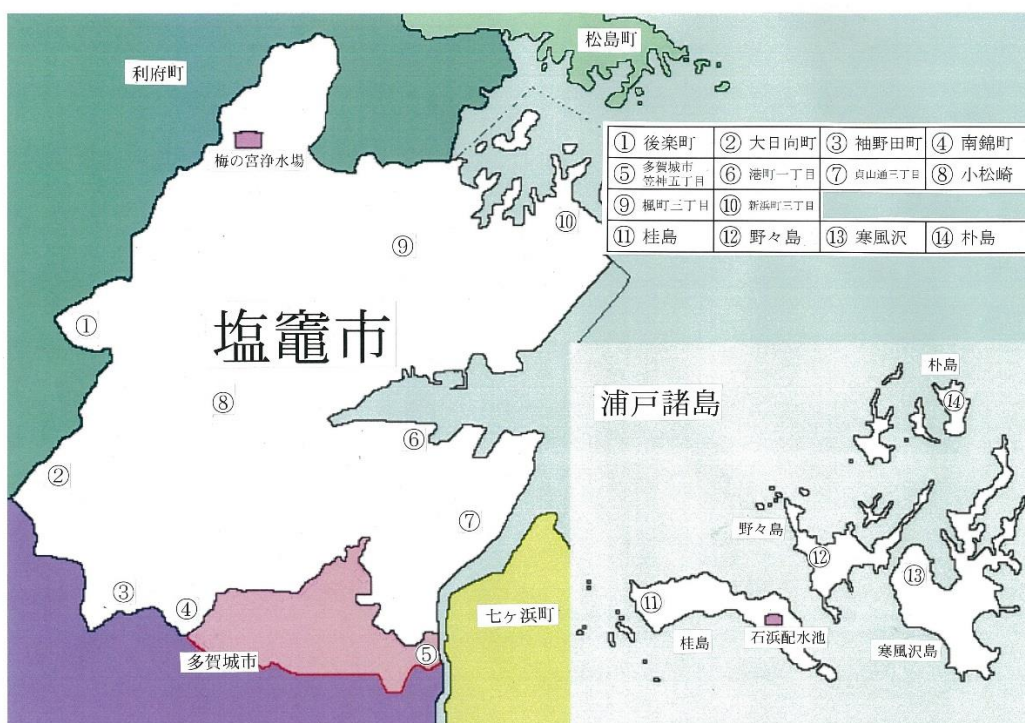 松島町
利府町
梅の宮浄水場
① 後楽町 ② 大日向町 ③ 袖野田町 ④ 南錦町
⑤ 多賀城市笠神五丁目 ⑥ 港町一丁目 ⑦ 貞山通三丁目 ⑧ 小松崎
⑨ 楓町三丁目 ⑩ 新浜町三丁目
⑪ 桂島 ⑫ 野々島 ⑬ 寒風沢 ⑭ 朴島
⑩
⑨
①
塩竈市
⑧
⑥
②
⑦
③
④
⑤
多賀城市
七ヶ浜町
浦戸諸島
朴島
⑭
野々島
⑫
⑬
⑪
桂島
石浜配水池
寒風沢島